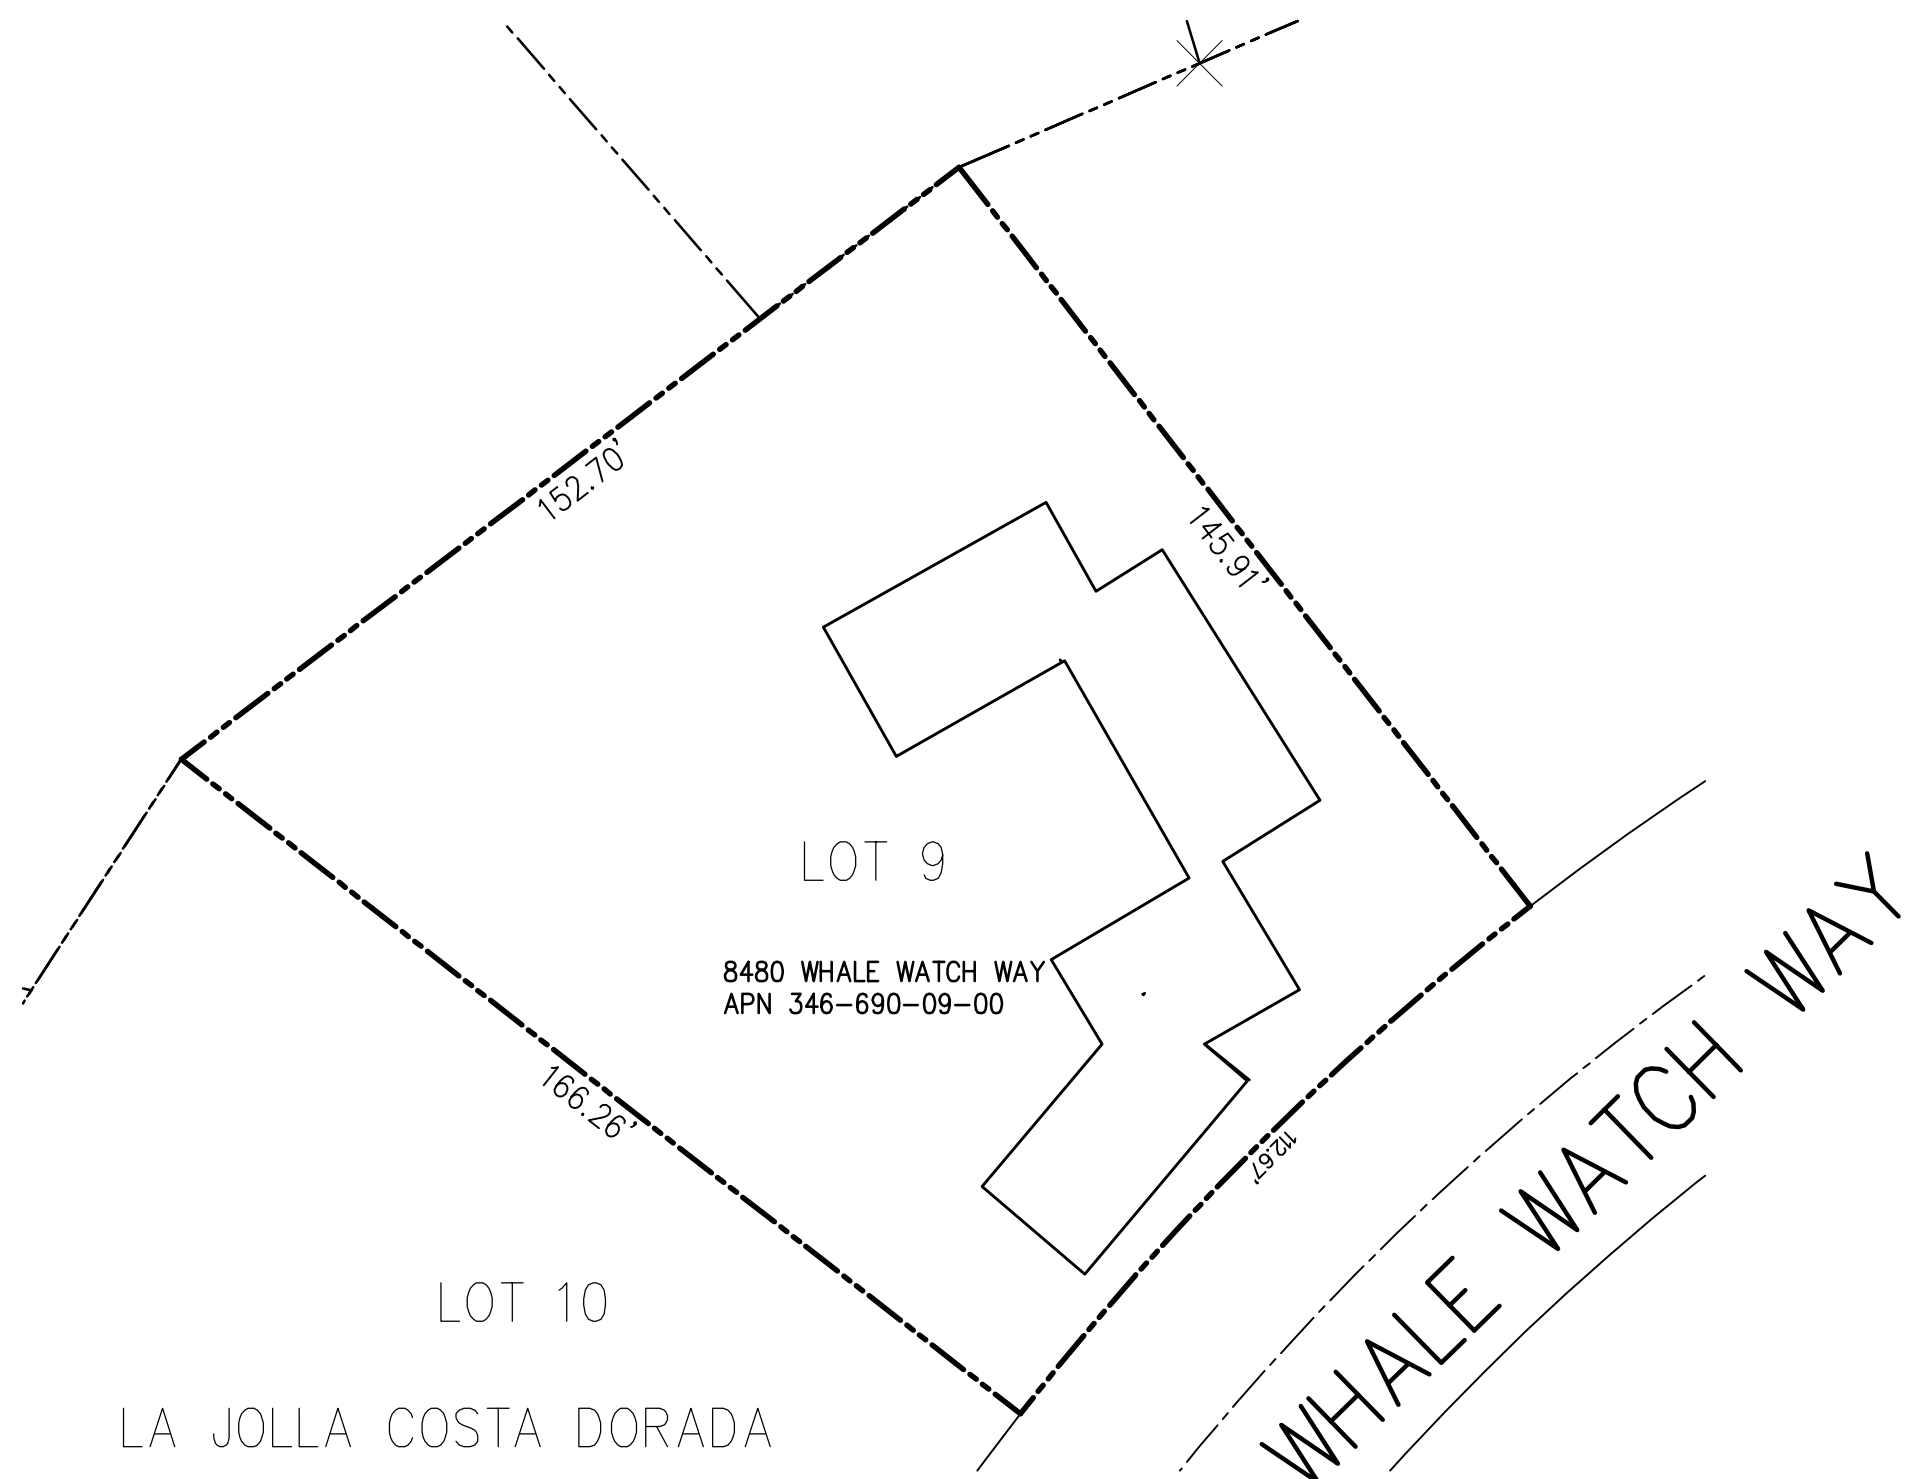 152.70'
145.91'
LOT 9
8480 WHALE WATCH WAY
APN 346-690-09-00
166.26'
112.67'
WHALE WATCH WAY
LOT 10
LA JOLLA COSTA DORADA